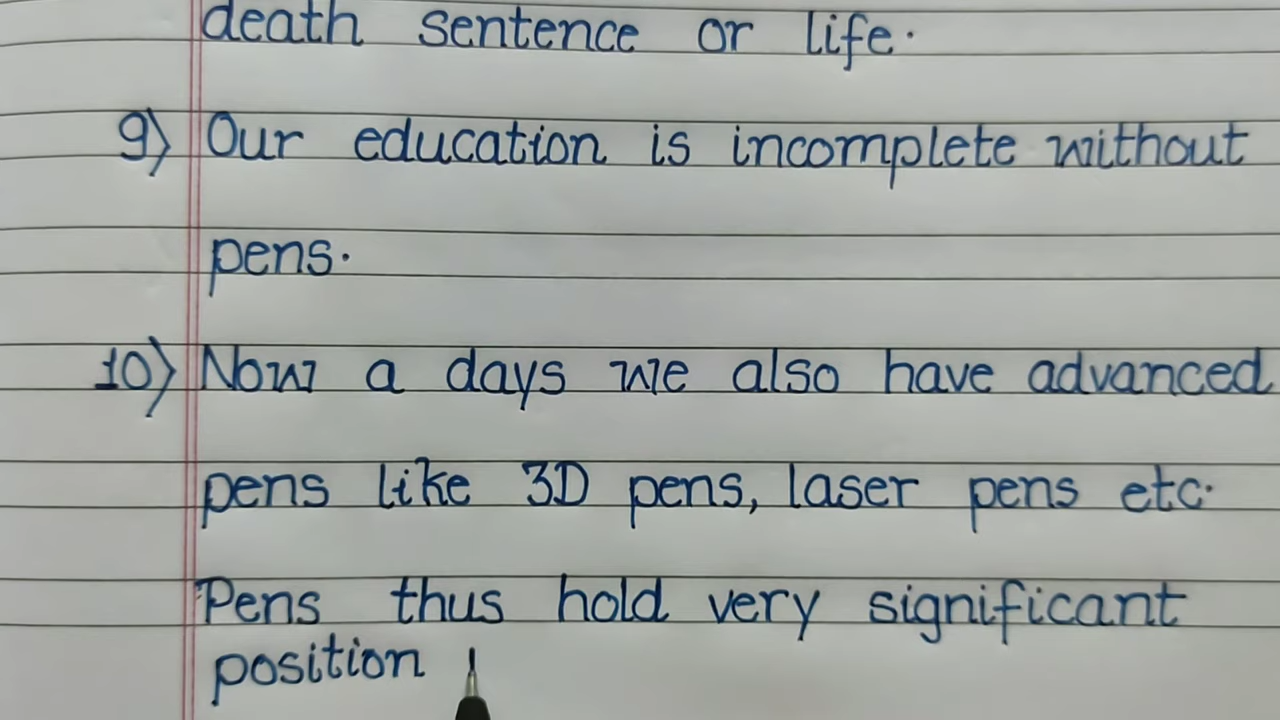 death sentence or life.
9) Our education is incomplete without
pens.
10) Now a days we also have advanced
pens like 3D pens, laser pens etc.
Pens thus hold very significant
position